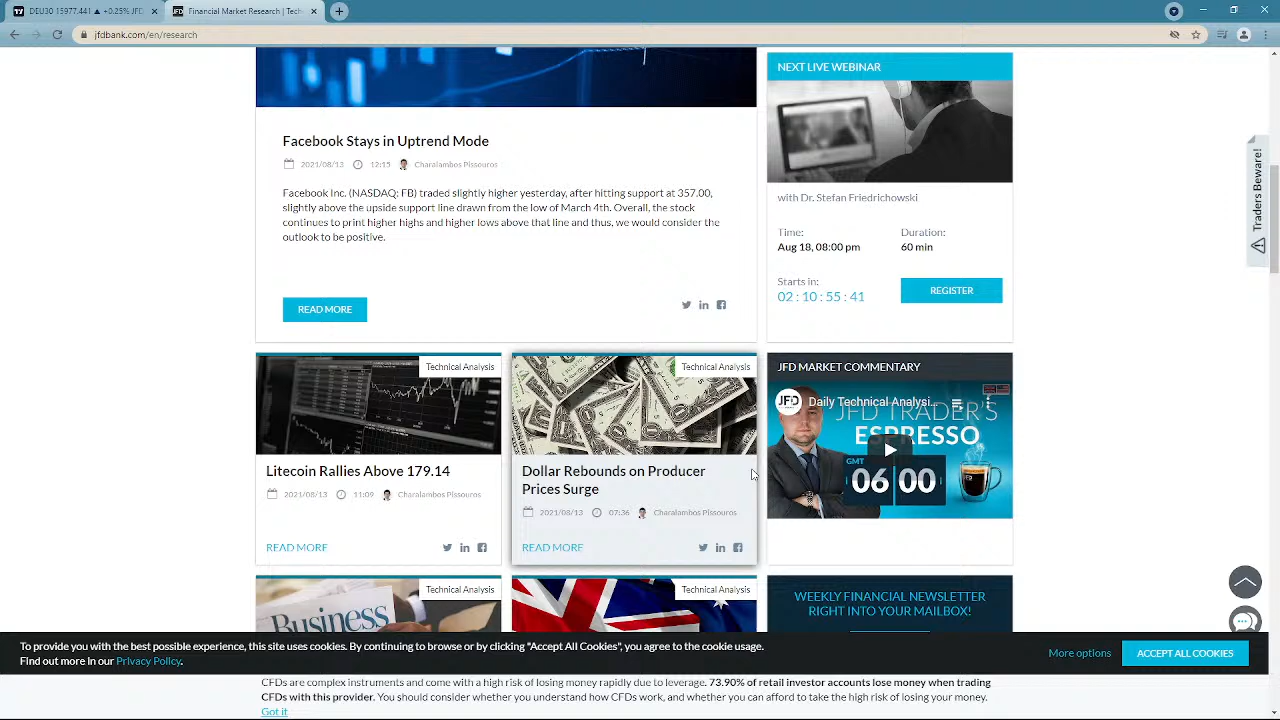 DEU30 15977.441 ▲ +0.25% JFD
Financial Market Research | Tech
jfdbank.com/en/research
Facebook Stays in Uptrend Mode
2021/08/13 12:15 Charalambos Pissouros
Facebook Inc. (NASDAQ: FB) traded slightly higher yesterday, after hitting support at 357.00,
slightly above the upside support line drawn from the low of March 4th. Overall, the stock
continues to print higher highs and higher lows above that line and thus, we would consider the
outlook to be positive.
READ MORE
NEXT LIVE WEBINAR
with Dr. Stefan Friedrichowski
Time: Duration:
Aug 18, 08:00 pm 60 min
Starts in:
02 : 10 : 55 : 41
REGISTER
Traders Beware!
Technical Analysis
Litecoin Rallies Above 179.14
2021/08/13 11:09 Charalambos Pissouros
READ MORE
Technical Analysis
Dollar Rebounds on Producer
Prices Surge
2021/08/13 07:36 Charalambos Pissouros
READ MORE
JFD MARKET COMMENTARY
JFD
Daily Technical Analysi...
JFD TRADER'S
ESPRESSO
GMT
06 00
Technical Analysis
Business
Technical Analysis
WEEKLY FINANCIAL NEWSLETTER
RIGHT INTO YOUR MAILBOX!
To provide you with the best possible experience, this site uses cookies. By continuing to browse or by clicking "Accept All Cookies", you agree to the cookie usage.
Find out more in our Privacy Policy.
More options
ACCEPT ALL COOKIES
CFDs are complex instruments and come with a high risk of losing money rapidly due to leverage. 73.90% of retail investor accounts lose money when trading
CFDs with this provider. You should consider whether you understand how CFDs work, and whether you can afford to take the high risk of losing your money.
Got it